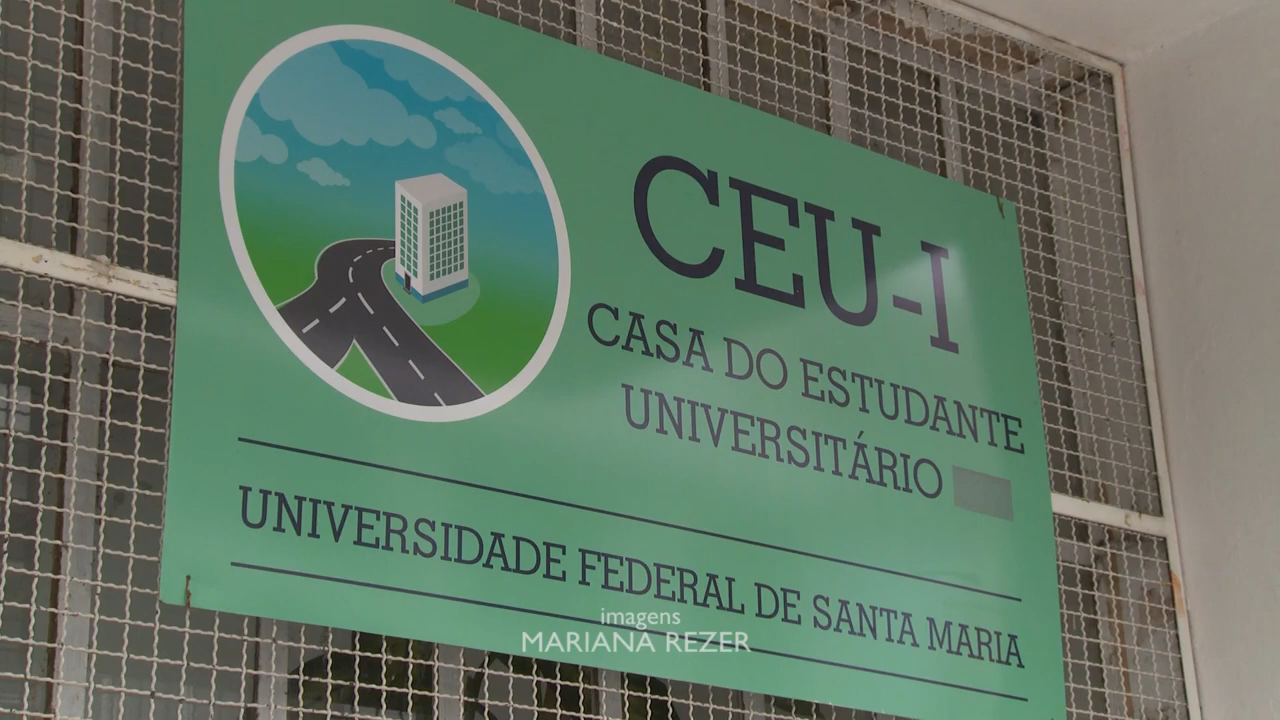 CEU-I
CASA DO ESTUDANTE
UNIVERSITÁRIO
UNIVERSIDADE FEDERAL DE SANTA MARIA
imagens
MARIANA REZER